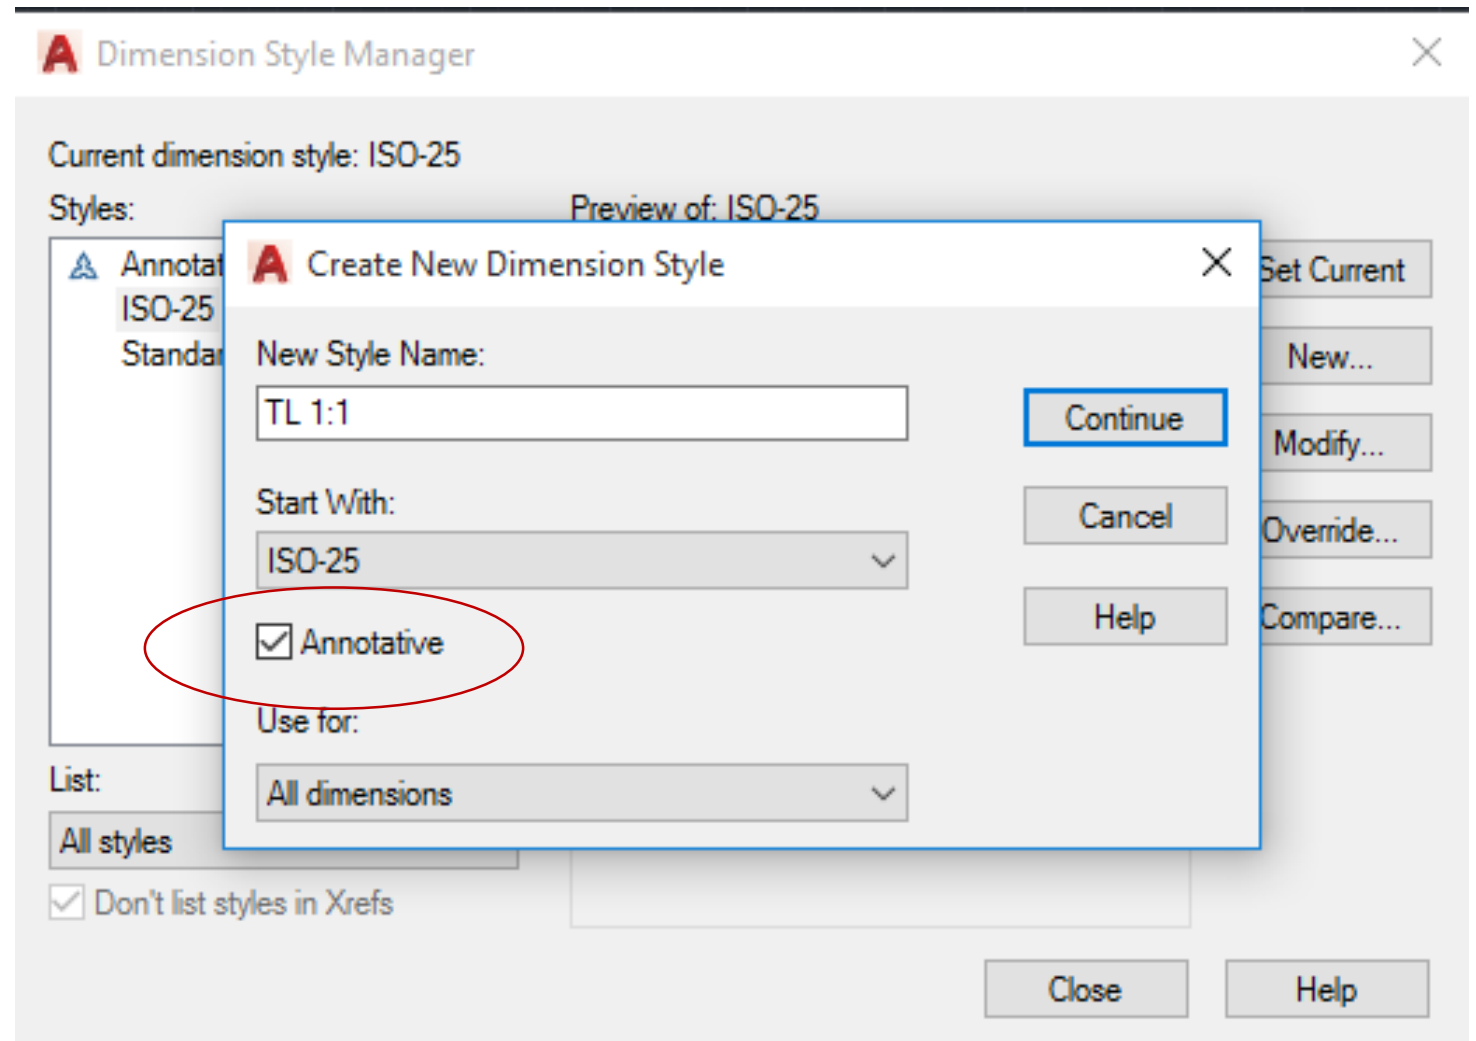 Dimension Style Manager
Current dimension style: ISO-25
Styles:
Preview of: ISO-25
ISO-25
Create New Dimension Style
New Style Name:
TL 1:1
Start With:
ISO-25
Annotative
Use for:
All dimensions
Continue
Cancel
Help
Set Current
New...
Modify...
Override...
Compare...
List:
All styles
Don't list styles in Xrefs
Close
Help